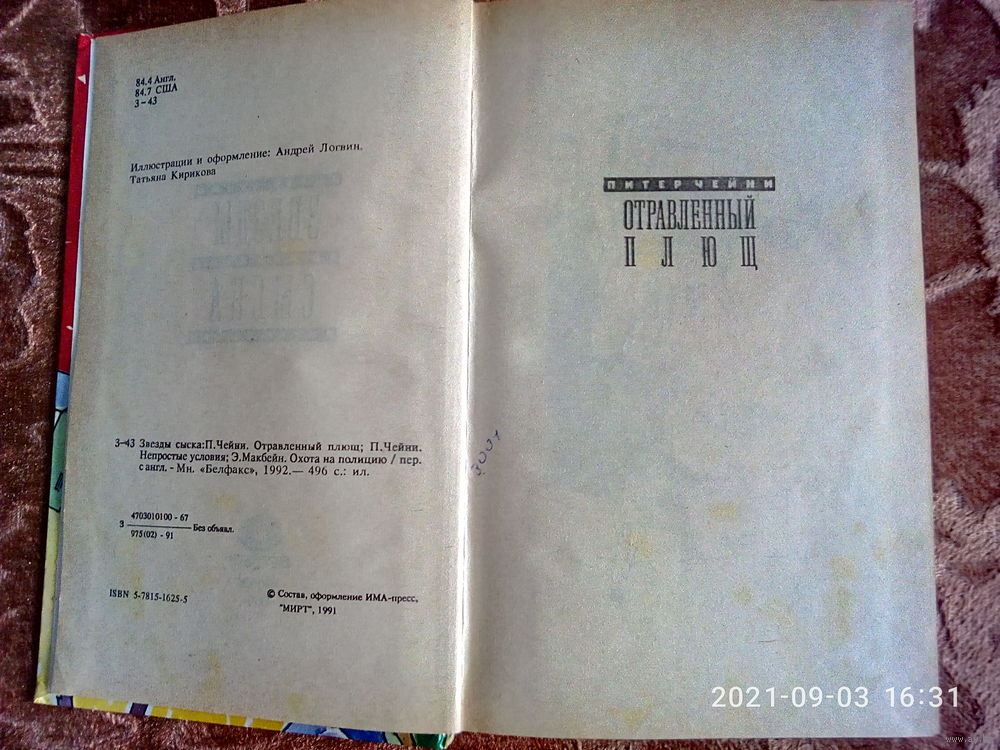 84.4 Англ.
84.7 США
З-43
Иллюстрации и оформление: Андрей Логвин,
Татьяна Кирикова
З-43 Звезды сыска:П.Чейни. Отравленный плющ; П.Чейни.
Непростые условия; Э.Макбейн. Охота на полицию / пер.
с англ. - Мн. «Белфакс», 1992.— 496 с.: ил.
4703010100 - 67
З Без объявл.
975(02) - 91
ISBN 5-7815-1625-5
© Состав, оформление ИМА-пресс,
"МИРТ", 1991
ПИТЕР ЧЕЙНИ
ОТРАВЛЕННЫЙ
ПЛЮЩ
2021-09-03 16:31